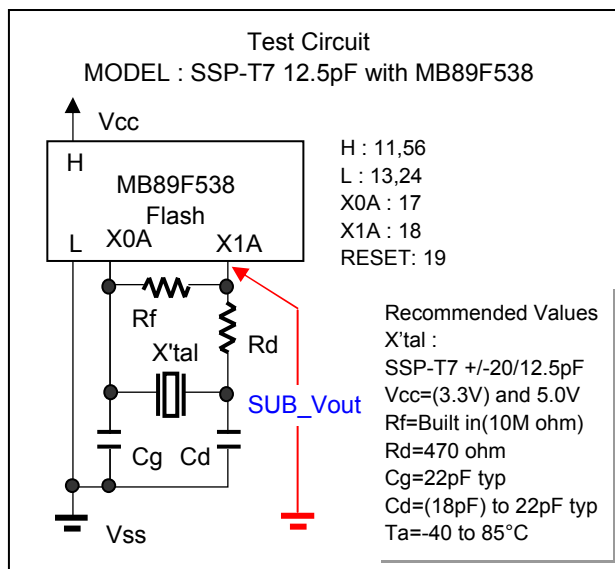 Test Circuit
MODEL : SSP-T7 12.5pF with MB89F538
Vcc
H
MB89F538
Flash
L
X0A
X1A
H : 11,56
L : 13,24
X0A : 17
X1A : 18
RESET: 19
Rf
Rd
X'tal
SUB_Vout
Cg
Cd
Vss
Recommended Values
X'tal :
SSP-T7 +/-20/12.5pF
Vcc=(3.3V) and 5.0V
Rf=Built in(10M ohm)
Rd=470 ohm
Cg=22pF typ
Cd=(18pF) to 22pF typ
Ta=-40 to 85°C